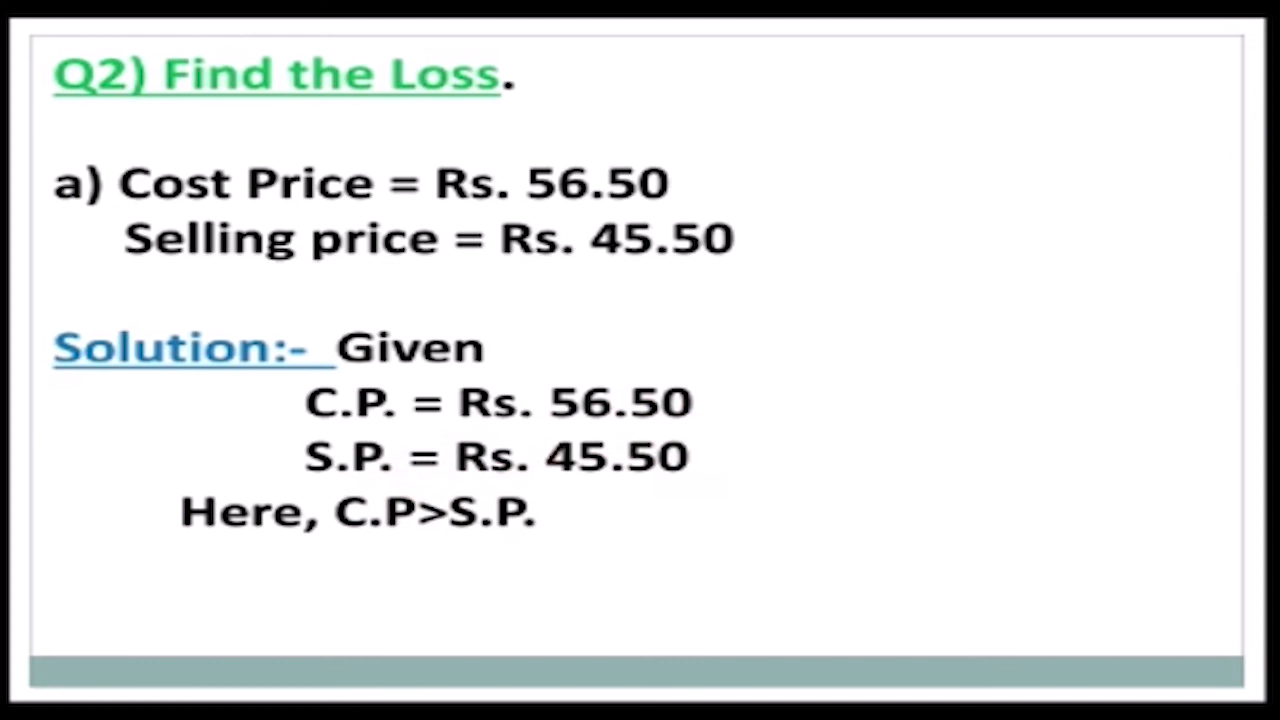 Q2) Find the Loss.
a) Cost Price = Rs. 56.50
Selling price = Rs. 45.50
Solution:- Given
C.P. = Rs. 56.50
S.P. = Rs. 45.50
Here, C.P>S.P.